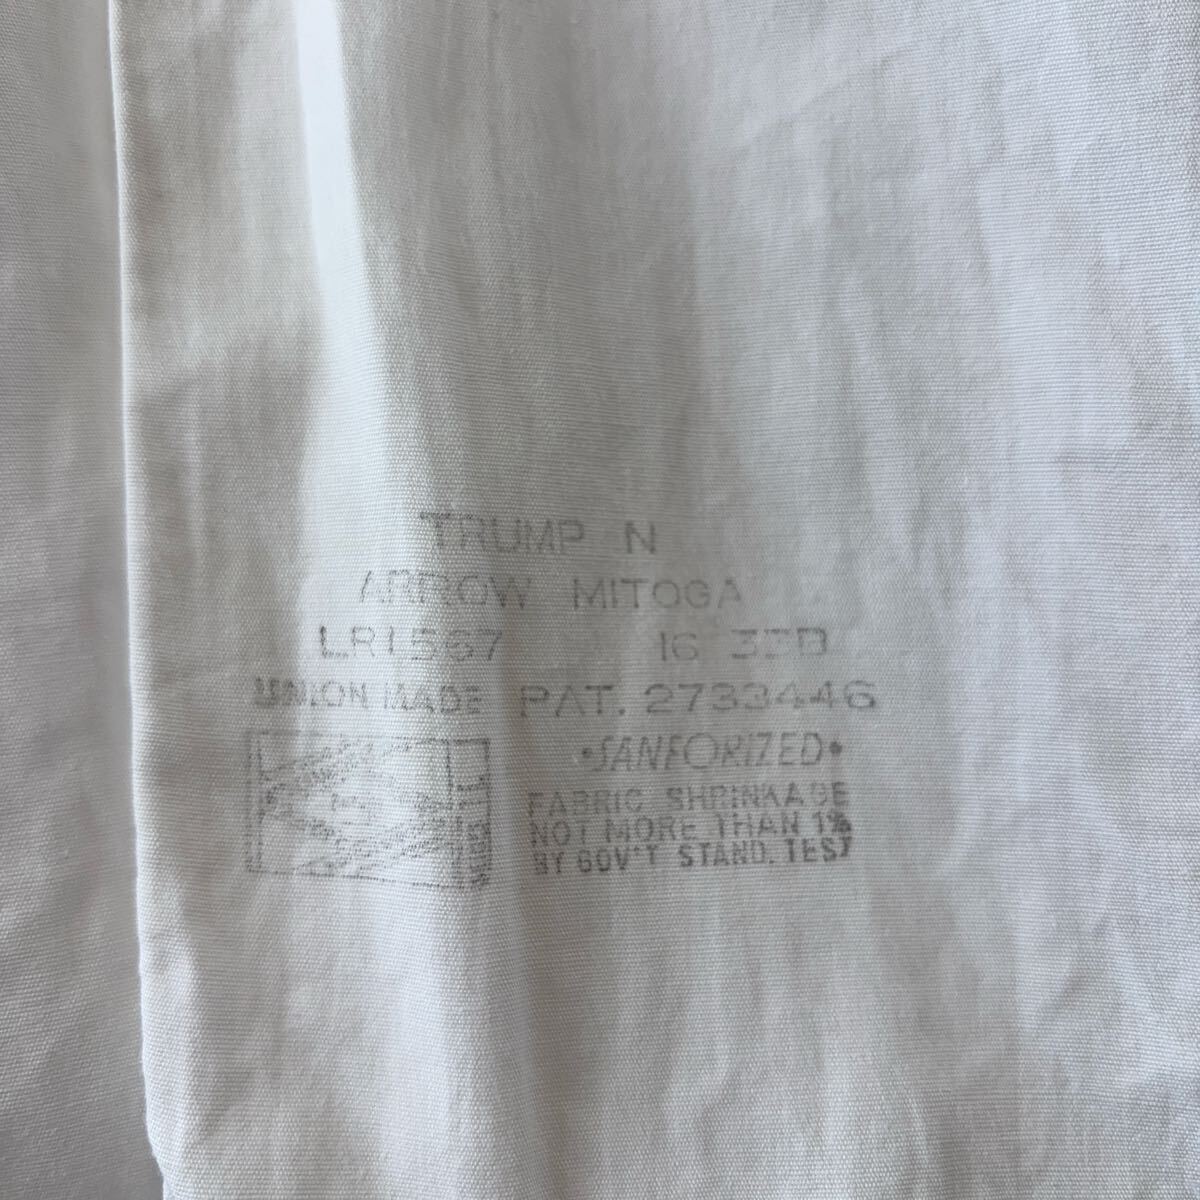 TRUMP N
ARROW MITOGA
LR1567 16 33B
UNION MADE PAT. 2733446
•SANFORIZED•
FABRIC SHRINKAGE
NOT MORE THAN 1%
BY GOV'T STAND. TEST